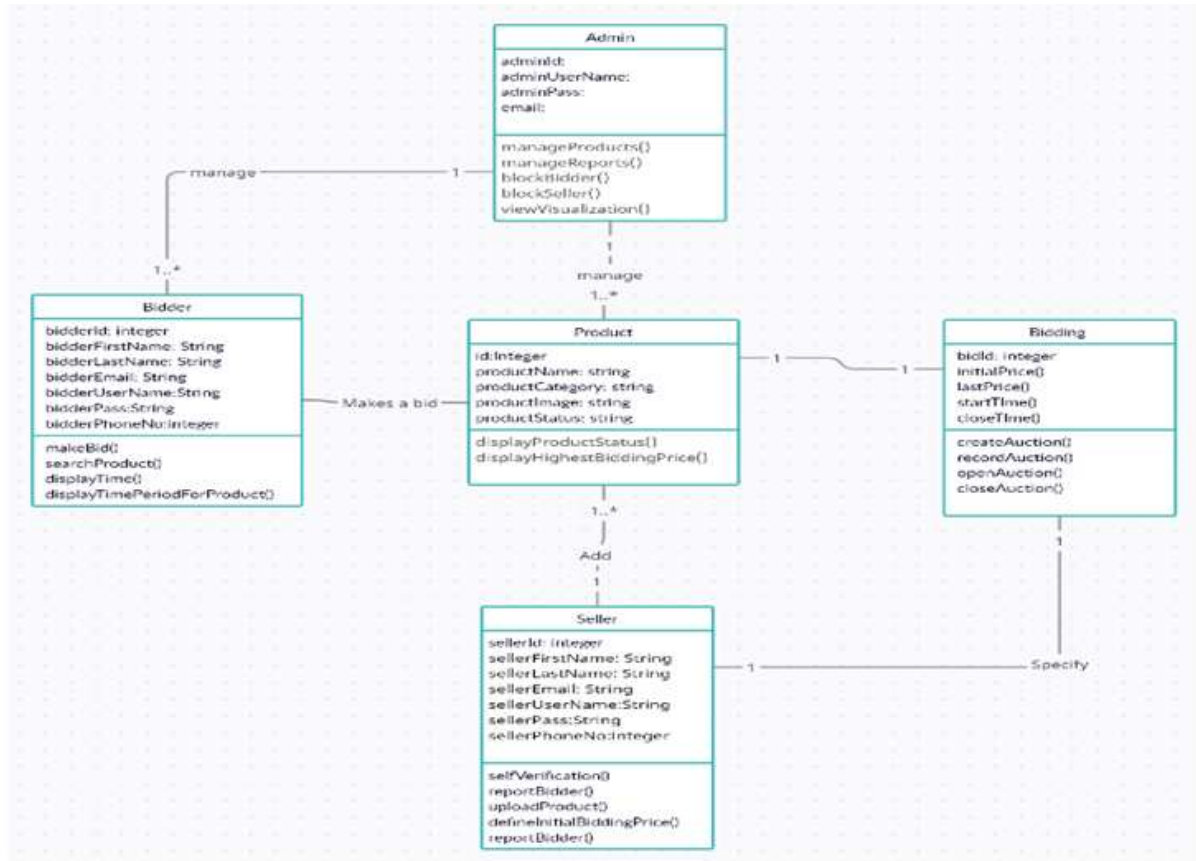 Admin
adminId:
adminUserName:
adminPass:
email:
manageProducts()
manageReports()
blockBidder()
blockSeller()
viewVisualization()
manage
1
1..*
1
manage
1..*
Bidder
bidderId: integer
bidderFirstName: String
bidderLastName: String
bidderEmail: String
bidderUserName:String
bidderPass:String
bidderPhoneNo:Integer
makeBid()
searchProduct()
displayTime()
displayTimePeriodForProduct()
Makes a bid
Product
id:Integer
productName: string
productCategory: string
productImage: string
productStatus: string
displayProductStatus()
displayHighestBiddingPrice()
1
1
Bidding
bidId: integer
initialPrice()
lastPrice()
startTIme()
closeTIme()
createAuction()
recordAuction()
openAuction()
closeAuction()
1..*
Add
1
1
Seller
sellerId: integer
sellerFirstName: String
sellerLastName: String
sellerEmail: String
sellerUserName:String
sellerPass:String
sellerPhoneNo:Integer
selfVerification()
reportBidder()
uploadProduct()
defineInitialBiddingPrice()
reportBidder()
1
Specify